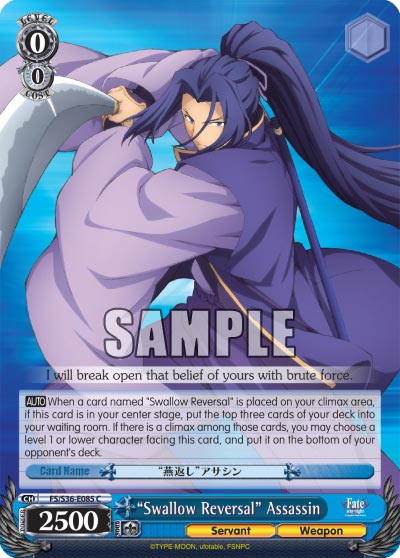 LEVEL
0
0
COST
SAMPLE
I will break open that belief of yours with brute force.
AUTO When a card named "Swallow Reversal" is placed on your climax area,
if this card is in your center stage, put the top three cards of your deck into
your waiting room. If there is a climax among those cards, you may choose a
level 1 or lower character facing this card, and put it on the bottom of your
opponent's deck.
Card Name
“燕返し”アサシン
CH FS/S36-E085 C
POWER
2500
SOUL
“Swallow Reversal” Assassin
Fate
stay night
Servant
Weapon
©TYPE-MOON, ufotable, FSNPC